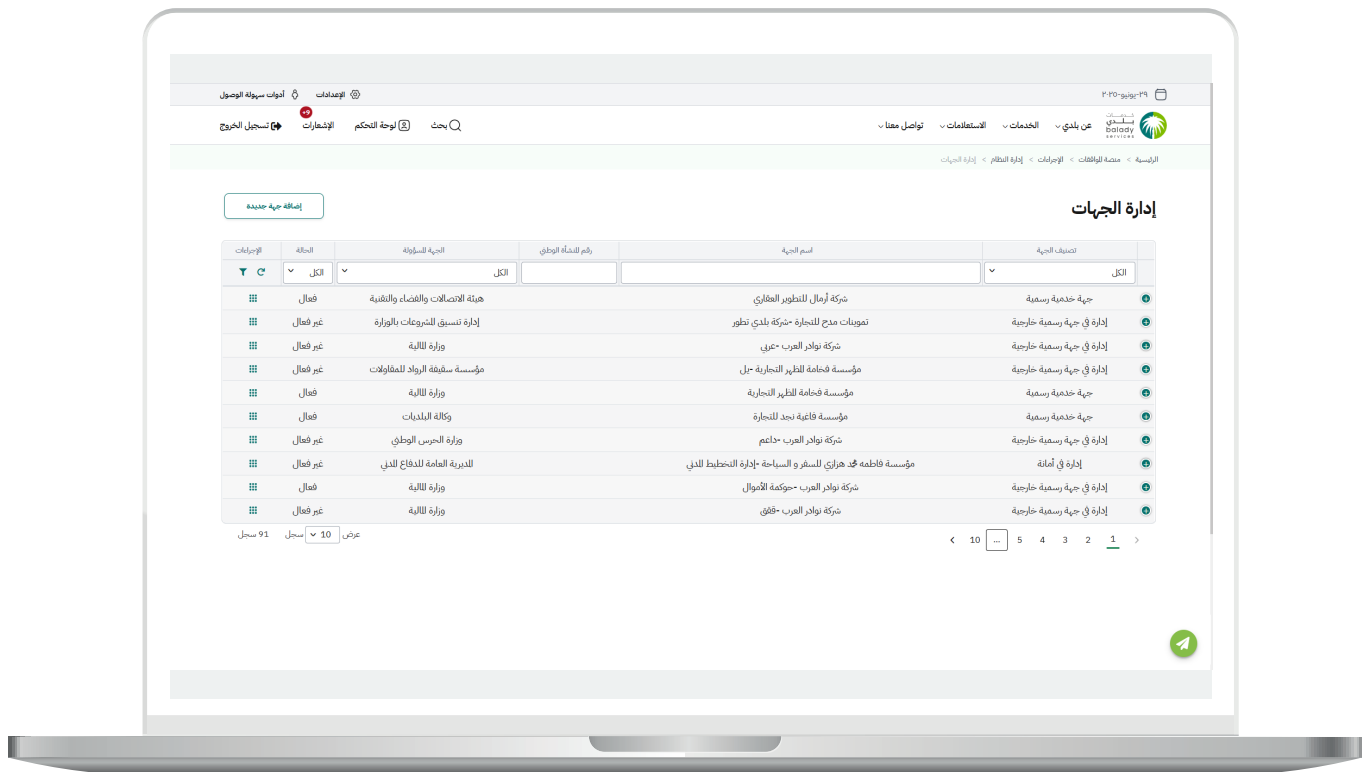 ٢٩-يونيو-٢٠٢٥
الإعدادات
أدوات سهولة الوصول
خدمات
بلدي
balady
services
عن بلدي
الخدمات
الاستعلامات
تواصل معنا
بحث
لوحة التحكم
الإشعارات
+9
تسجيل الخروج
الرئيسية > منصة الموافقات > الإجراءات > إدارة النظام > إدارة الجهات
إدارة الجهات
إضافة جهة جديدة
تصنيف الجهة اسم الجهة رقم المنشأة الوطني الجهة المسؤولة الحالة الإجراءات
الكل الكل الكل
جهة خدمية رسمية شركة أرمال للتطوير العقاري هيئة الاتصالات والفضاء والتقنية فعال
إدارة في جهة رسمية خارجية تموينات مدح للتجارة -شركة بلدي تطور إدارة تنسيق المشروعات بالوزارة غير فعال
إدارة في جهة رسمية خارجية شركة نوادر العرب -عربي وزارة المالية غير فعال
إدارة في جهة رسمية خارجية مؤسسة فخامة المظهر التجارية -يل مؤسسة سقيفة الرواد للمقاولات غير فعال
جهة خدمية رسمية مؤسسة فخامة المظهر التجارية وزارة المالية فعال
جهة خدمية رسمية مؤسسة فاغية نجد للتجارة وكالة البلديات فعال
إدارة في جهة رسمية خارجية شركة نوادر العرب -داعم وزارة الحرس الوطني غير فعال
إدارة في أمانة مؤسسة فاطمه محمد هزازي للسفر و السياحة -إدارة التخطيط المدني المديرية العامة للدفاع المدني غير فعال
إدارة في جهة رسمية خارجية شركة نوادر العرب -حوكمة الأموال وزارة المالية فعال
إدارة في جهة رسمية خارجية شركة نوادر العرب -فقق وزارة المالية غير فعال
1 2 3 4 5 ... 10
عرض 10 سجل 91 سجل